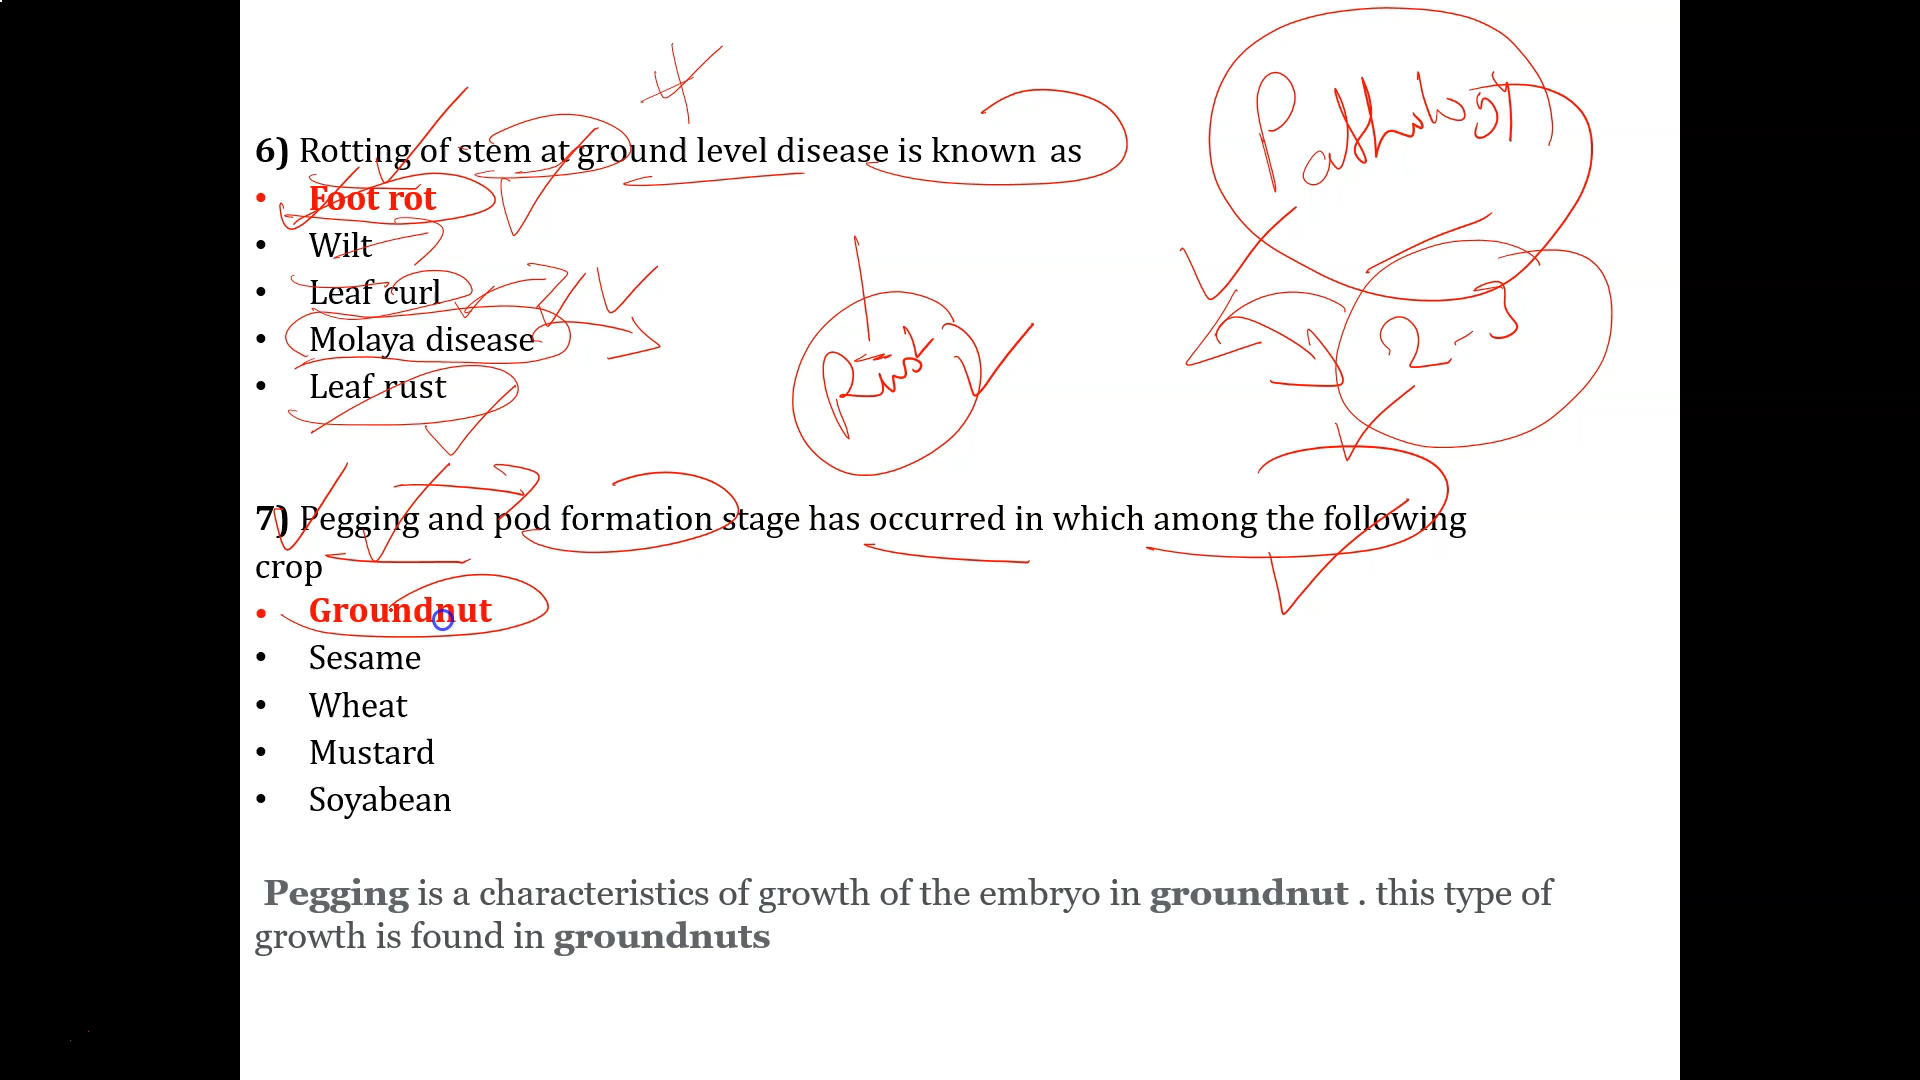 6) Rotting of stem at ground level disease is known as
• Foot rot
• Wilt
• Leaf curl
• Molaya disease
• Leaf rust
Pathology
Rust
2-3
7) Pegging and pod formation stage has occurred in which among the following
crop
• Groundnut
• Sesame
• Wheat
• Mustard
• Soyabean
Pegging is a characteristics of growth of the embryo in groundnut . this type of
growth is found in groundnuts